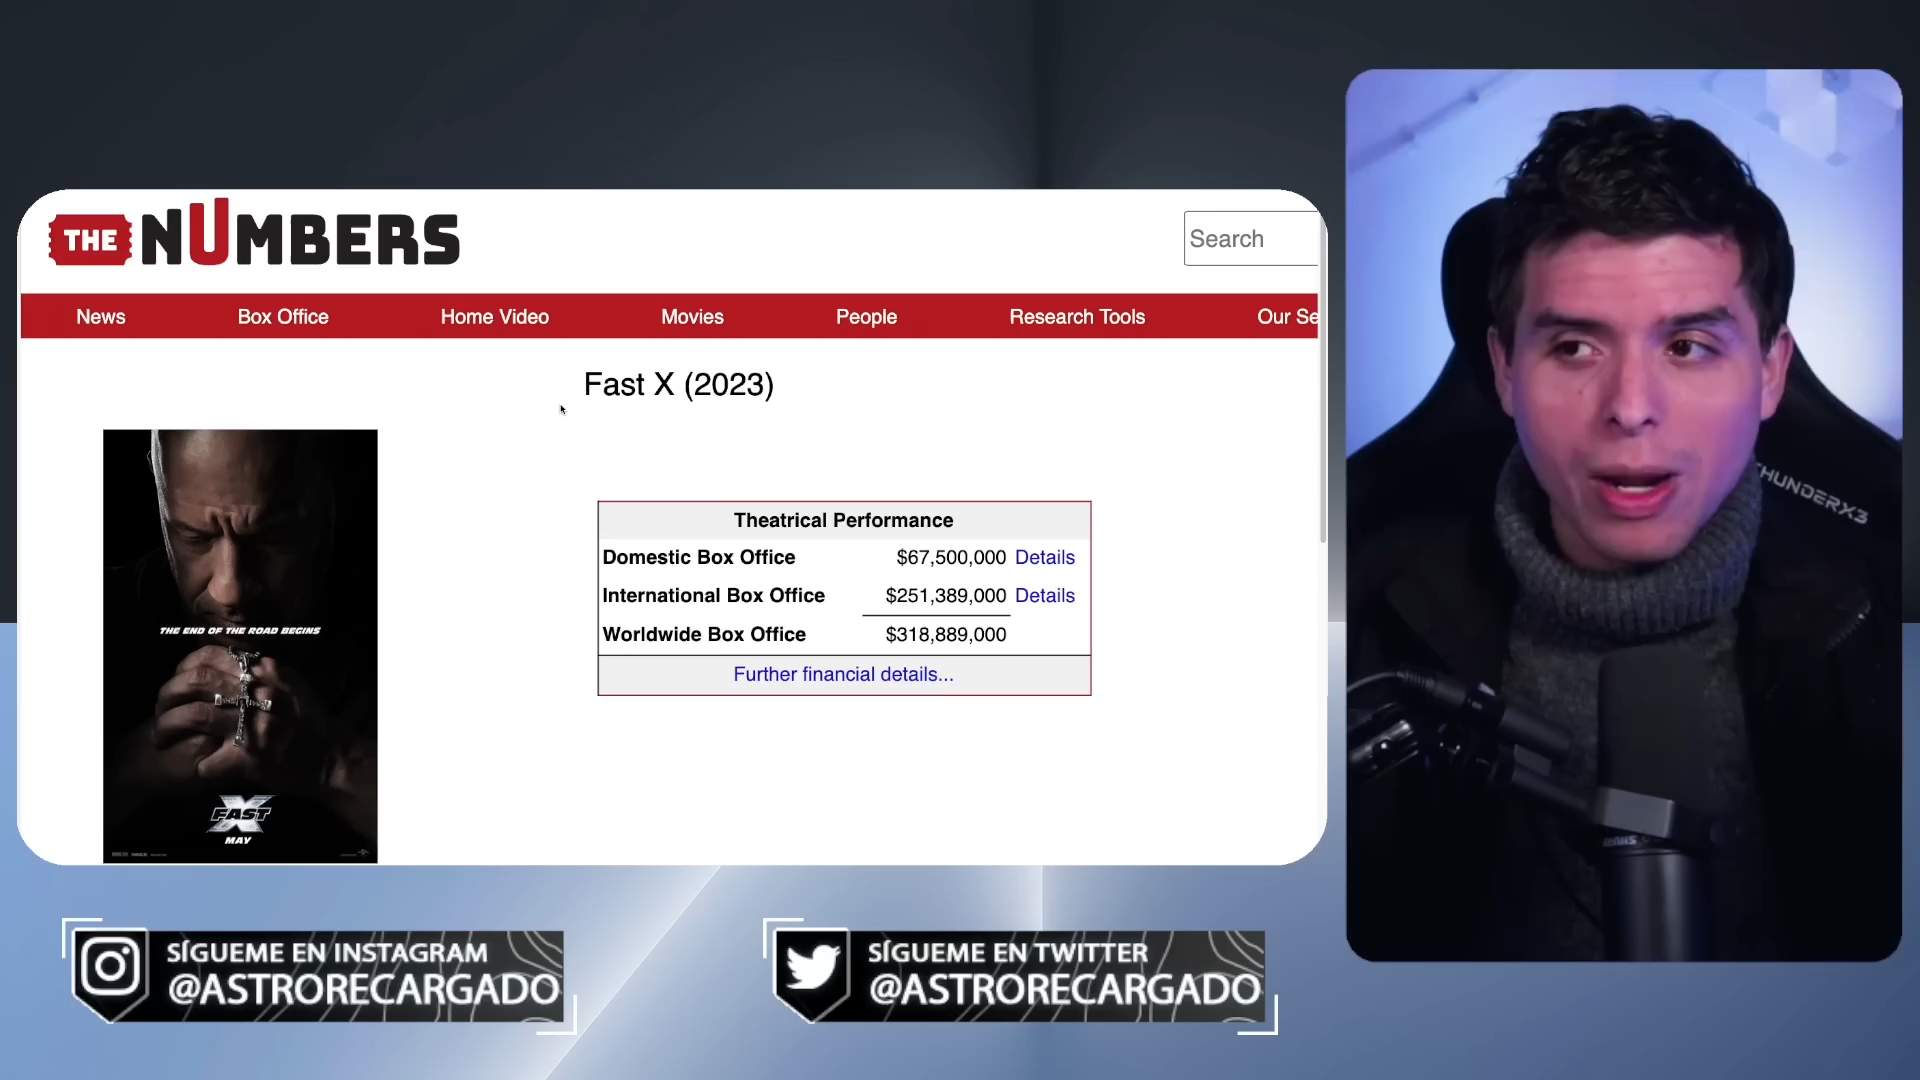 THE NUMBERS
Search
News Box Office Home Video Movies People Research Tools Our Se
Fast X (2023)
THE END OF THE ROAD BEGINS
FAST X
MAY
Theatrical Performance
Domestic Box Office $67,500,000 Details
International Box Office $251,389,000 Details
Worldwide Box Office $318,889,000
Further financial details...
THUNDERX3
SÍGUEME EN INSTAGRAM
@ASTRORECARGADO
SÍGUEME EN TWITTER
@ASTRORECARGADO